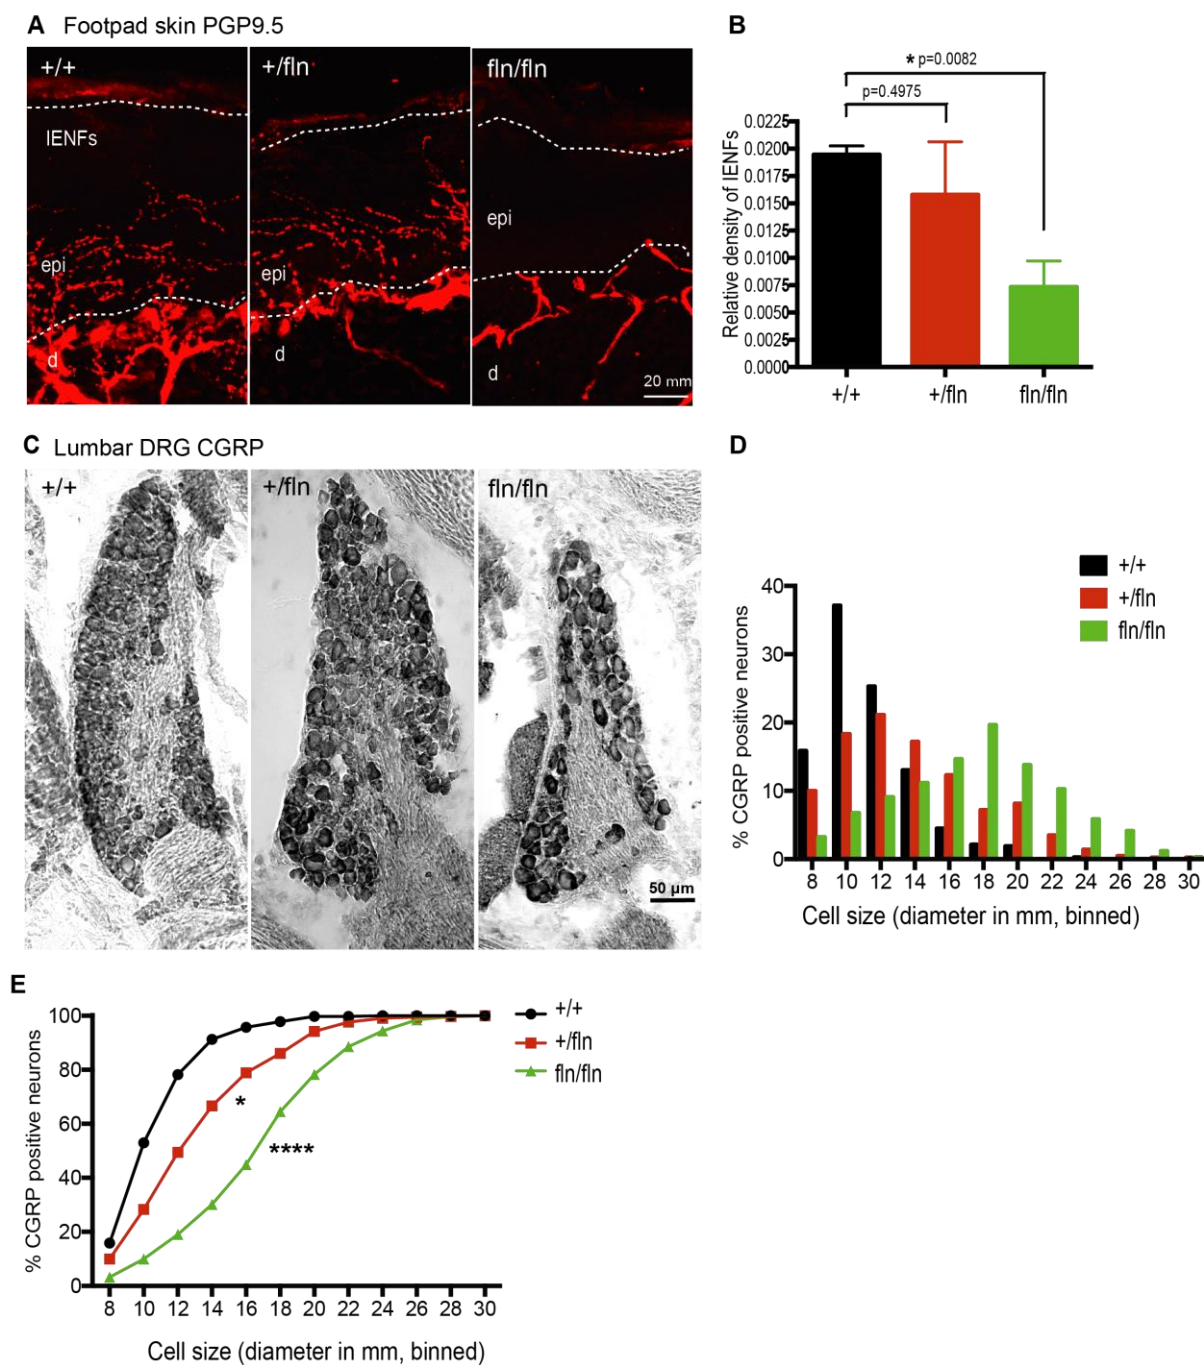 A Footpad skin PGP9.5
+/+
+/fln
fln/fln
IENFs
epi
d
epi
d
epi
d
20 mm
B
* p=0.0082
p=0.4975
Relative density of IENFs
0.0225
0.0200
0.0175
0.0150
0.0125
0.0100
0.0075
0.0050
0.0025
0.0000
+/+
+/fln
fln/fln
C Lumbar DRG CGRP
+/+
+/fln
fln/fln
50 µm
D
+/+
+/fln
fln/fln
% CGRP positive neurons
40
30
20
10
0
8 10 12 14 16 18 20 22 24 26 28 30
Cell size (diameter in mm, binned)
E
+/+
+/fln
fln/fln
% CGRP positive neurons
100
80
60
40
20
0
*
****
8 10 12 14 16 18 20 22 24 26 28 30
Cell size (diameter in mm, binned)